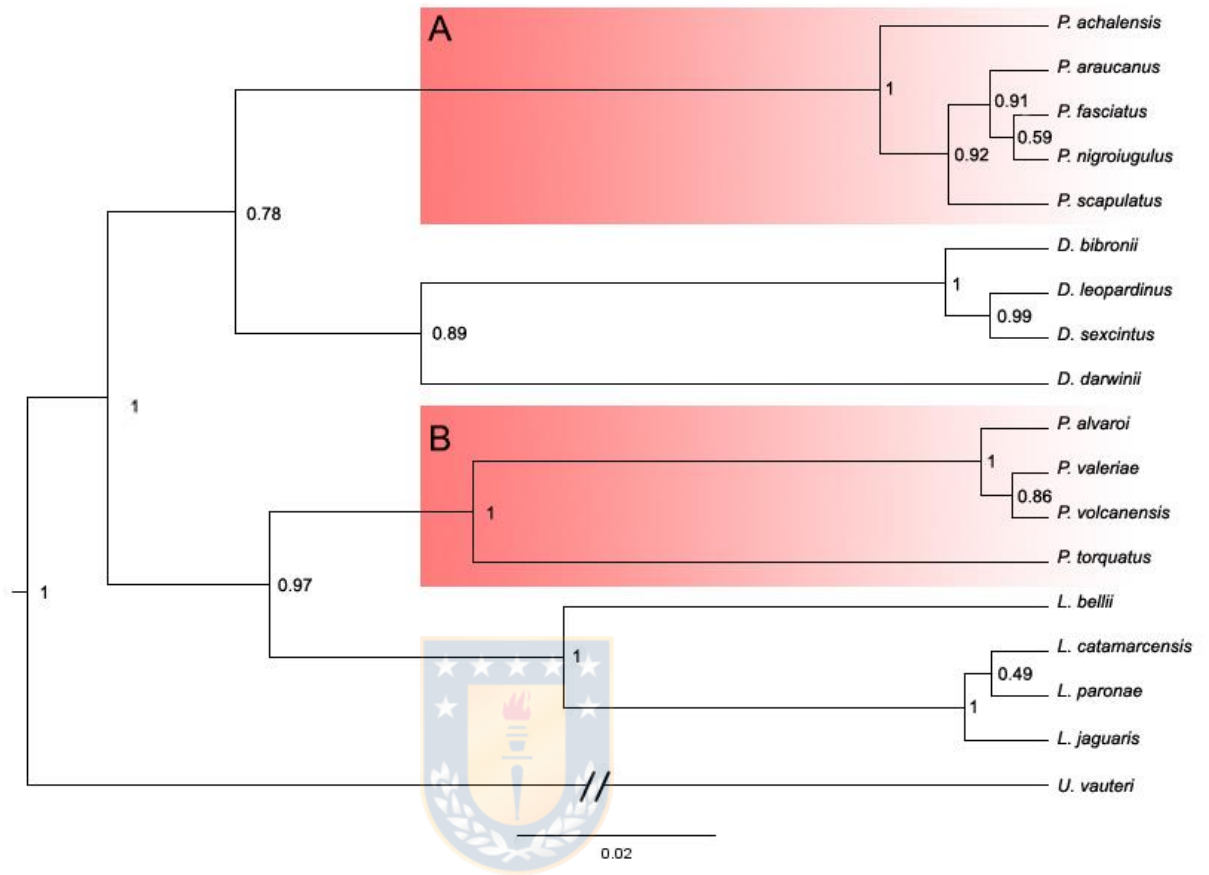 A
P. achalensis
P. araucanus
1
0.91
P. fasciatus
0.59
0.92
P. nigroiugulus
P. scapulatus
0.78
D. bibronii
1
D. leopardinus
0.99
0.89
D. sexcintus
D. darwinii
1
P. alvaroi
B
1
P. valeriae
0.86
1
P. volcanensis
P. torquatus
0.97
1
L. bellii
1
L. catamarcensis
0.49
L. paronae
1
L. jaguaris
U. vauteri
0.02